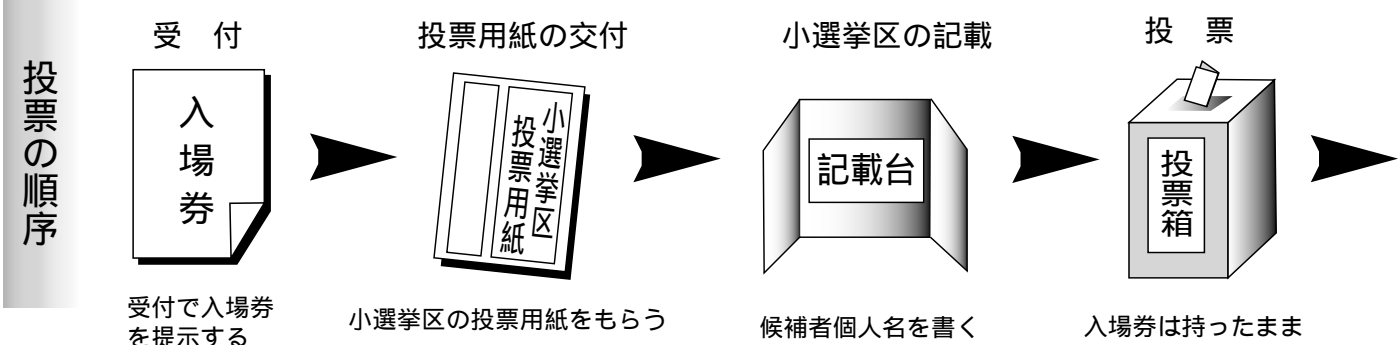 投票の順序
受付
入場券
受付で入場券
を提示する
投票用紙の交付
小選挙区
投票用紙
小選挙区の投票用紙をもらう
小選挙区の記載
記載台
候補者個人名を書く
投票
投票箱
入場券は持ったまま